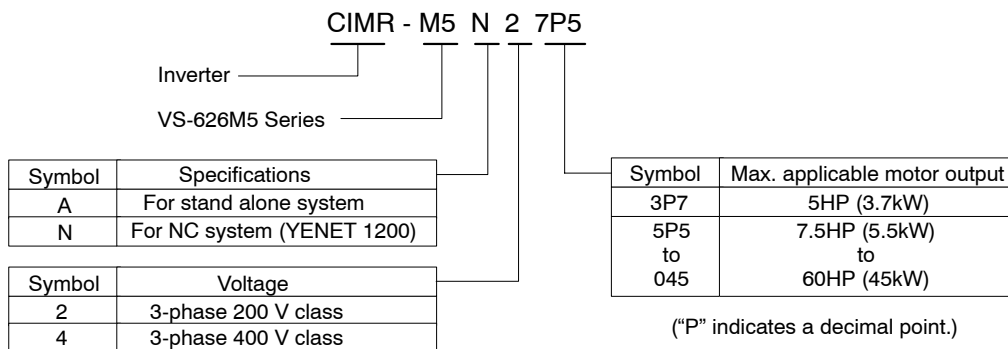 CIMR - M5 N 2 7P5
Inverter
VS-626M5 Series
Symbol Specifications
A For stand alone system
N For NC system (YENET 1200)
Symbol Voltage
2 3-phase 200 V class
4 3-phase 400 V class
Symbol Max. applicable motor output
3P7 5HP (3.7kW)
5P5 7.5HP (5.5kW)
to to
045 60HP (45kW)
(“P” indicates a decimal point.)